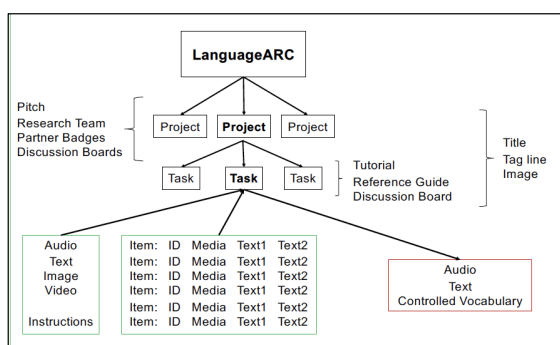 LanguageARC
Pitch
Research Team
Partner Badges
Discussion Boards
Project
Project
Project
Title
Tag line
Image
Task
Task
Task
Tutorial
Reference Guide
Discussion Board
Audio
Text
Image
Video
Instructions
Item: ID Media Text1 Text2
Item: ID Media Text1 Text2
Item: ID Media Text1 Text2
Item: ID Media Text1 Text2
Item: ID Media Text1 Text2
Item: ID Media Text1 Text2
Audio
Text
Controlled Vocabulary